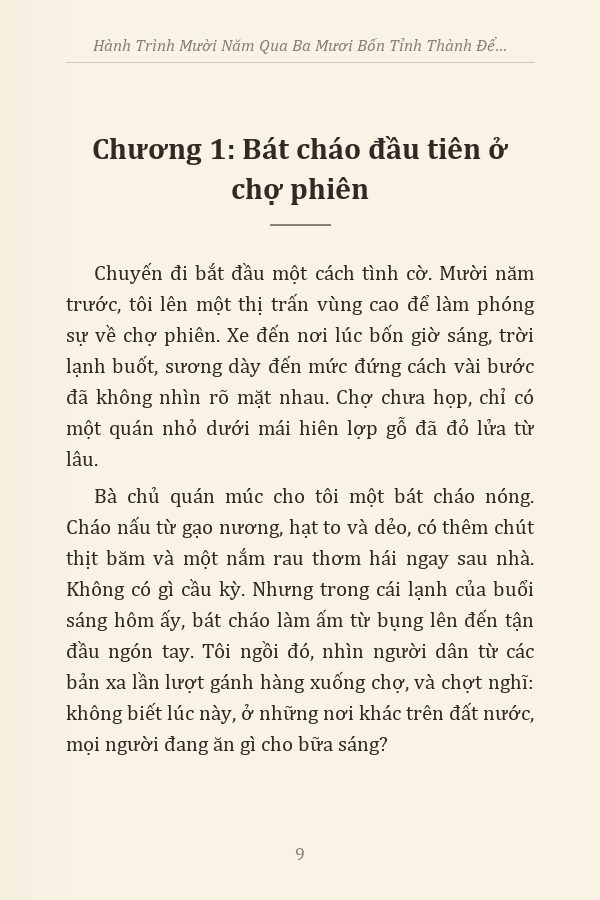 Hành Trình Mười Năm Qua Ba Mươi Bốn Tỉnh Thành Để...
Chương 1: Bát cháo đầu tiên ở
chợ phiên
Chuyến đi bắt đầu một cách tình cờ. Mười năm
trước, tôi lên một thị trấn vùng cao để làm phóng
sự về chợ phiên. Xe đến nơi lúc bốn giờ sáng, trời
lạnh buốt, sương dày đến mức đứng cách vài bước
đã không nhìn rõ mặt nhau. Chợ chưa họp, chỉ có
một quán nhỏ dưới mái hiên lợp gỗ đã đỏ lửa từ
lâu.
Bà chủ quán múc cho tôi một bát cháo nóng.
Cháo nấu từ gạo nương, hạt to và dẻo, có thêm chút
thịt băm và một nắm rau thơm hái ngay sau nhà.
Không có gì cầu kỳ. Nhưng trong cái lạnh của buổi
sáng hôm ấy, bát cháo làm ấm từ bụng lên đến tận
đầu ngón tay. Tôi ngồi đó, nhìn người dân từ các
bản xa lần lượt gánh hàng xuống chợ, và chợt nghĩ:
không biết lúc này, ở những nơi khác trên đất nước,
mọi người đang ăn gì cho bữa sáng?
9